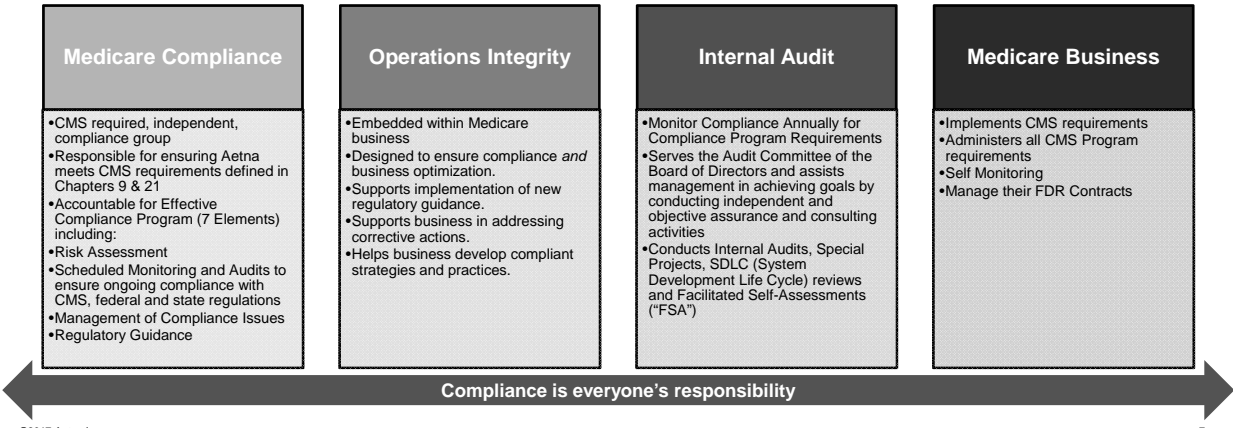 Medicare Compliance
•CMS required, independent,
compliance group
•Responsible for ensuring Aetna
meets CMS requirements defined in
Chapters 9 & 21
•Accountable for Effective
Compliance Program (7 Elements)
including:
•Risk Assessment
•Scheduled Monitoring and Audits to
ensure ongoing compliance with
CMS, federal and state regulations
•Management of Compliance Issues
•Regulatory Guidance
Operations Integrity
•Embedded within Medicare
business
•Designed to ensure compliance and
business optimization.
•Supports implementation of new
regulatory guidance.
•Supports business in addressing
corrective actions.
•Helps business develop compliant
strategies and practices.
Internal Audit
•Monitor Compliance Annually for
Compliance Program Requirements
•Serves the Audit Committee of the
Board of Directors and assists
management in achieving goals by
conducting independent and
objective assurance and consulting
activities
•Conducts Internal Audits, Special
Projects, SDLC (System
Development Life Cycle) reviews
and Facilitated Self-Assessments
(“FSA”)
Medicare Business
•Implements CMS requirements
•Administers all CMS Program
requirements
•Self Monitoring
•Manage their FDR Contracts
Compliance is everyone’s responsibility